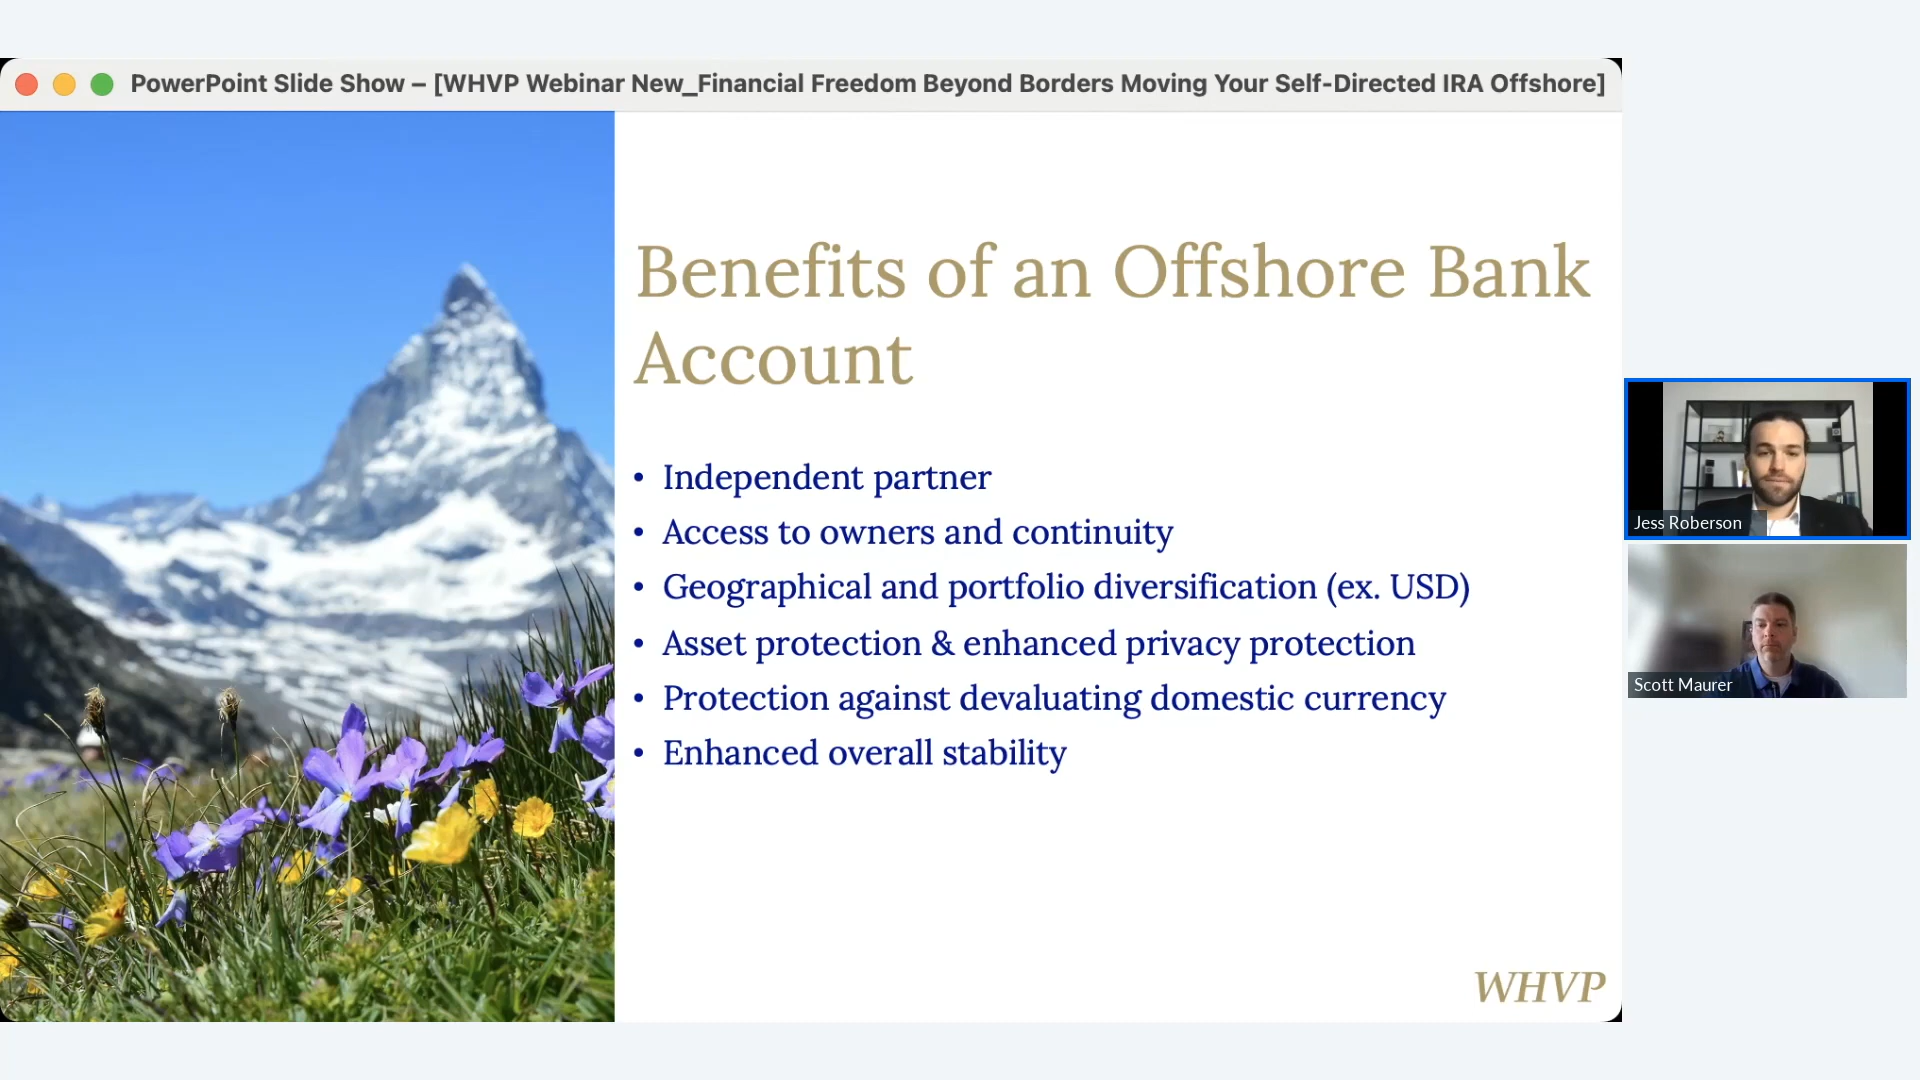 PowerPoint Slide Show – [WHVP Webinar New_Financial Freedom Beyond Borders Moving Your Self-Directed IRA Offshore]
Benefits of an Offshore Bank
Account
• Independent partner
• Access to owners and continuity
• Geographical and portfolio diversification (ex. USD)
• Asset protection & enhanced privacy protection
• Protection against devaluating domestic currency
• Enhanced overall stability
WHVP
Jess Roberson
Scott Maurer